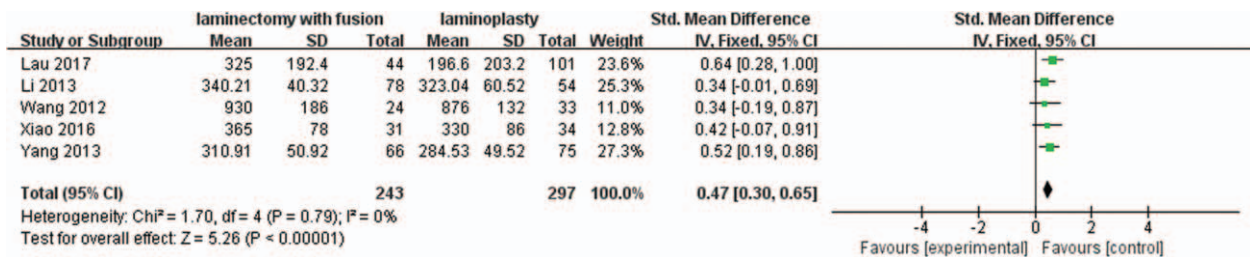 laminectomy with fusion laminoplasty Std. Mean Difference Std. Mean Difference
Study or Subgroup Mean SD Total Mean SD Total Weight IV, Fixed, 95% CI IV, Fixed, 95% CI
Lau 2017 325 192.4 44 196.6 203.2 101 23.6% 0.64 [0.28, 1.00]
Li 2013 340.21 40.32 78 323.04 60.52 54 25.3% 0.34 [-0.01, 0.69]
Wang 2012 930 186 24 876 132 33 11.0% 0.34 [-0.19, 0.87]
Xiao 2016 365 78 31 330 86 34 12.8% 0.42 [-0.07, 0.91]
Yang 2013 310.91 50.92 66 284.53 49.52 75 27.3% 0.52 [0.19, 0.86]
Total (95% CI) 243 297 100.0% 0.47 [0.30, 0.65]
Heterogeneity: Chi² = 1.70, df = 4 (P = 0.79); I² = 0%
Test for overall effect: Z = 5.26 (P < 0.00001)
-4 -2 0 2 4
Favours [experimental] Favours [control]